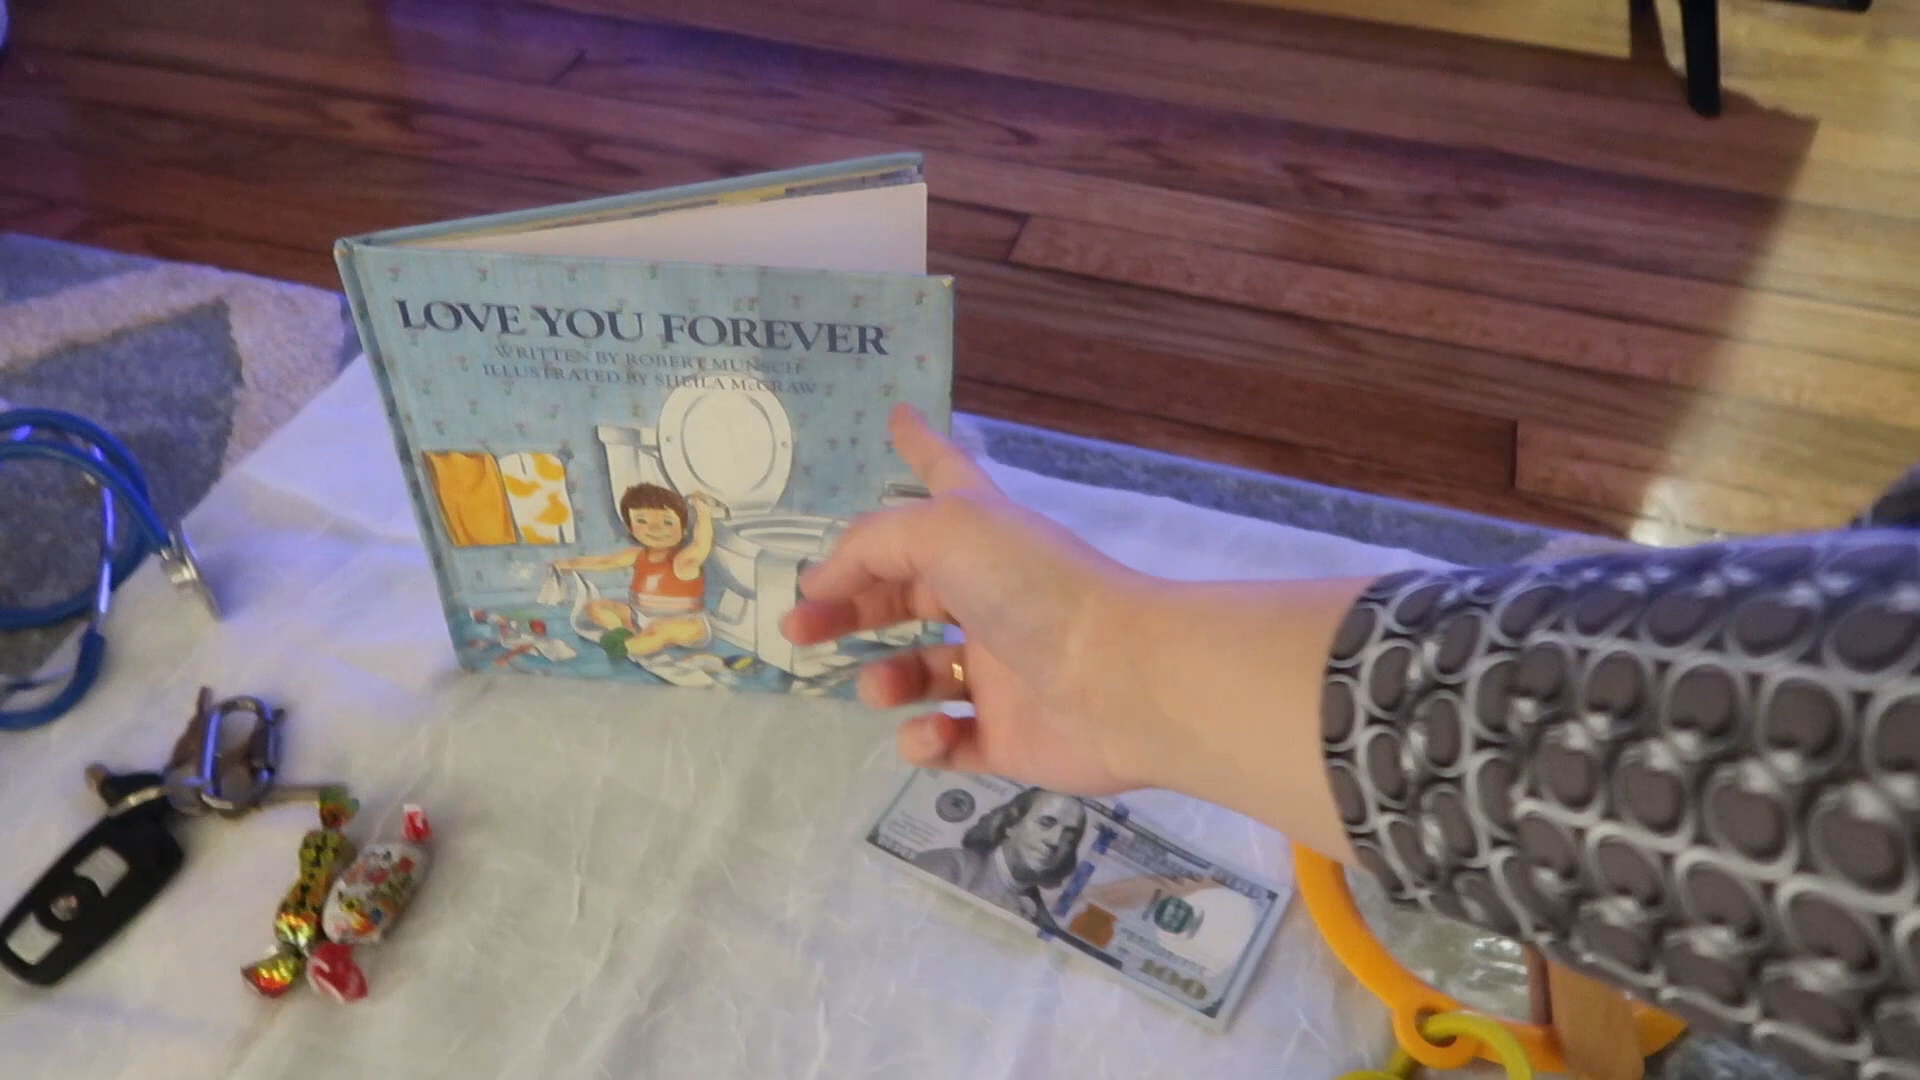 LOVE YOU FOREVER
WRITTEN BY ROBERT MUNSCH
ILLUSTRATED BY SHEILA McGRAW
100